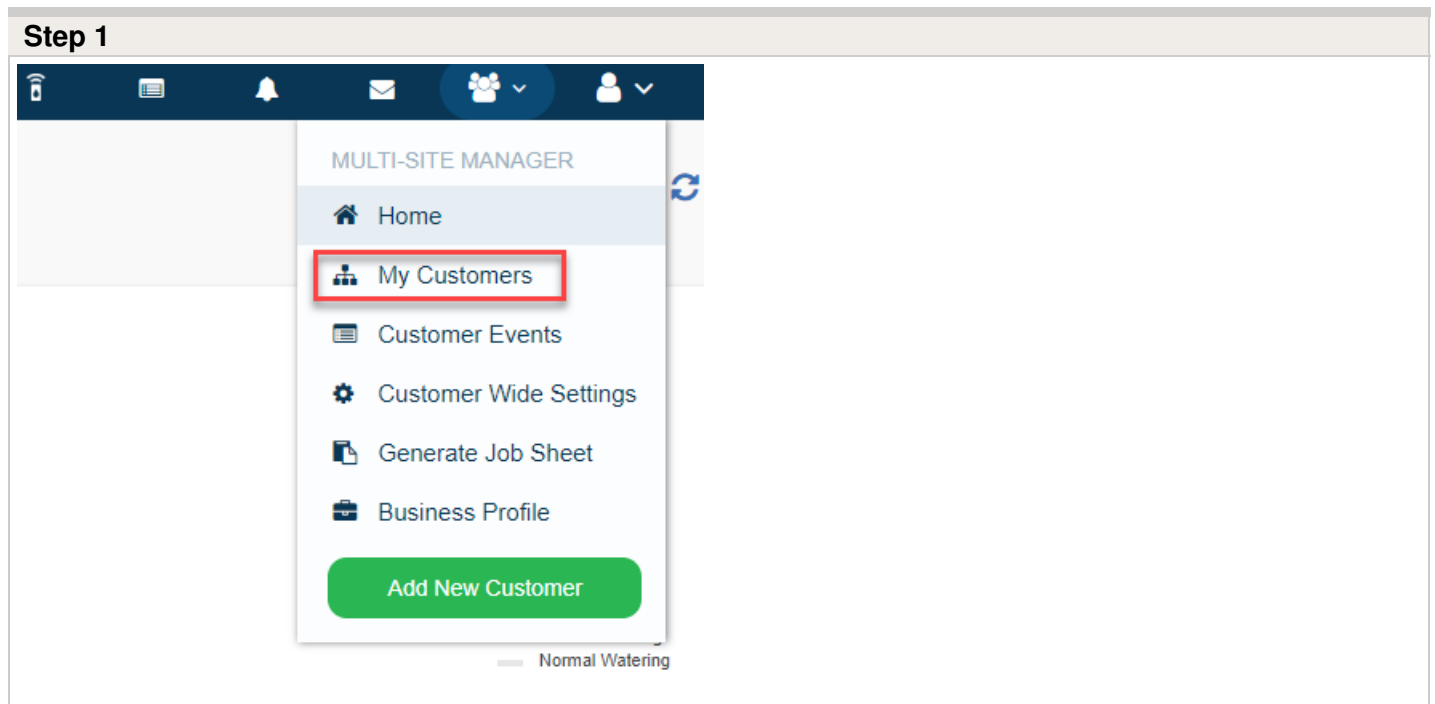 Step 1
MULTI-SITE MANAGER
Home
My Customers
Customer Events
Customer Wide Settings
Generate Job Sheet
Business Profile
Add New Customer
Normal Watering